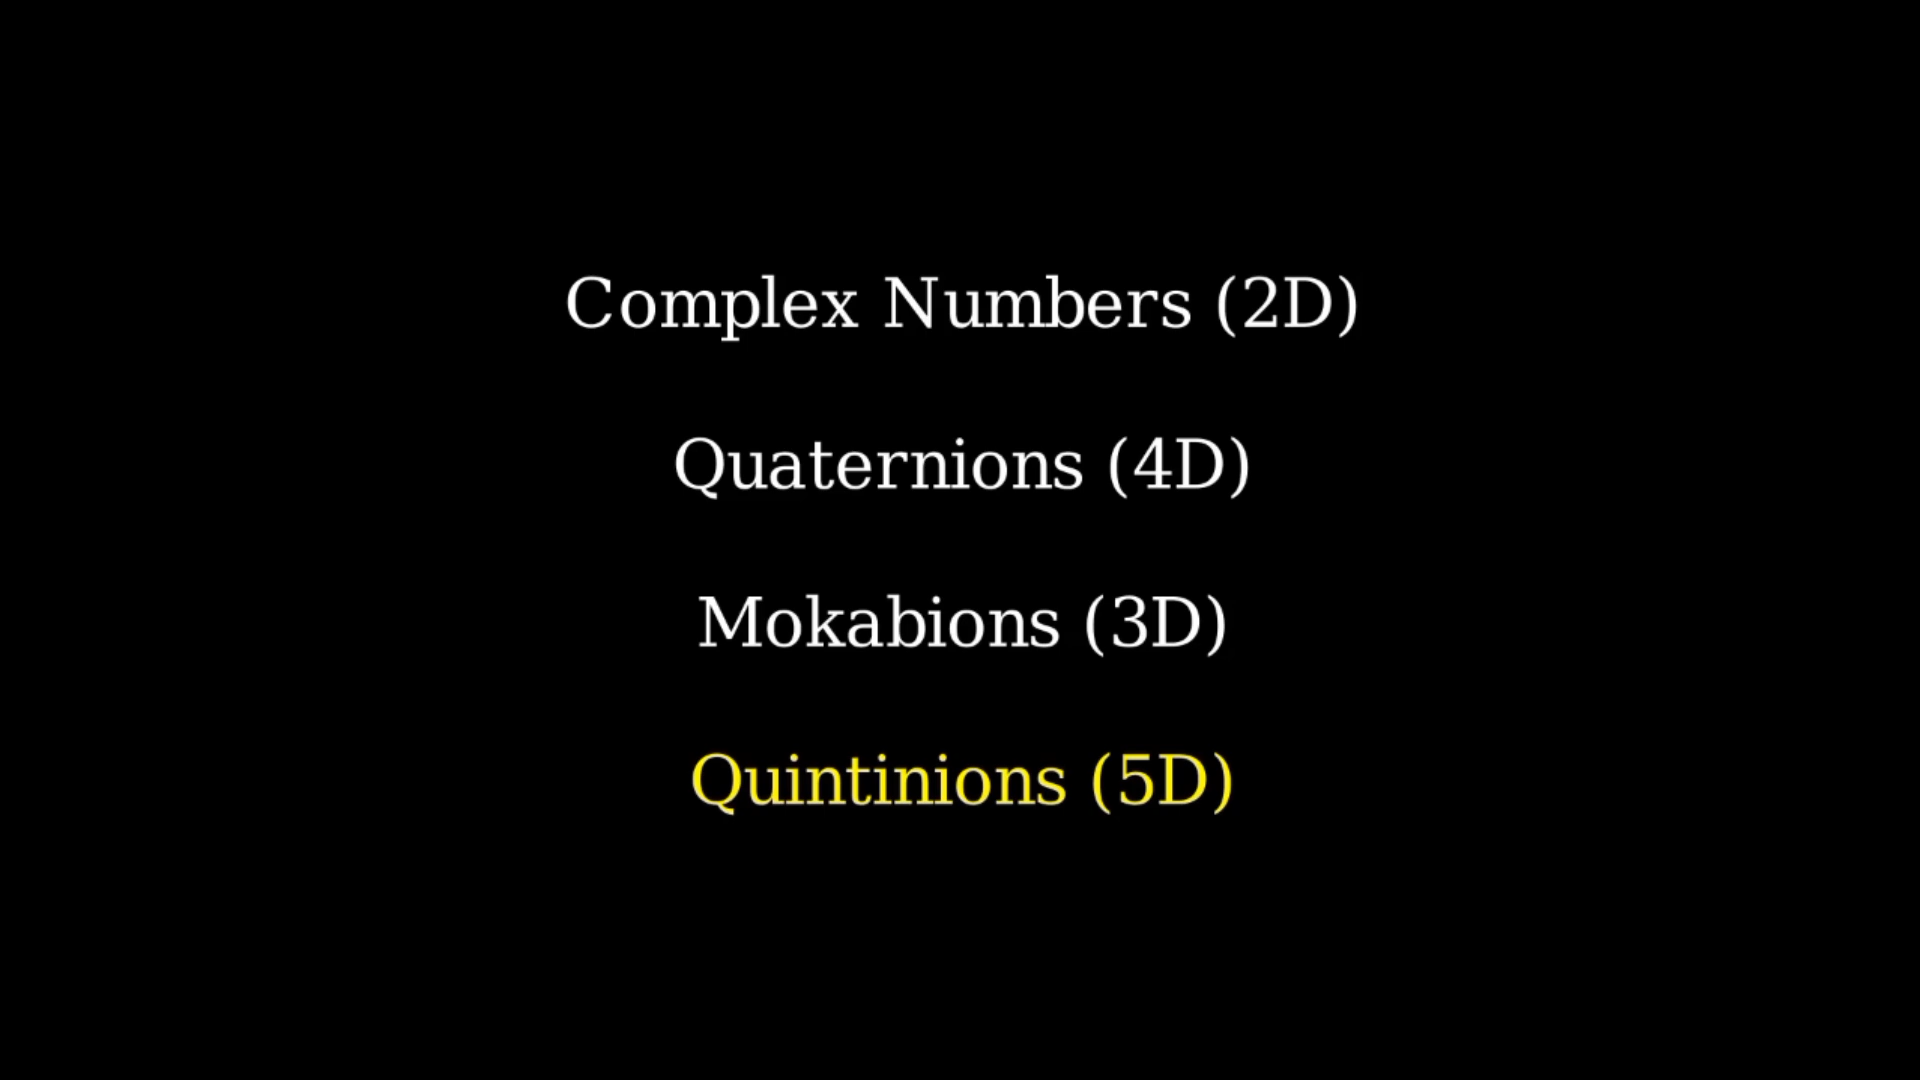 Complex Numbers (2D)
Quaternions (4D)
Mokabions (3D)
Quintinions (5D)